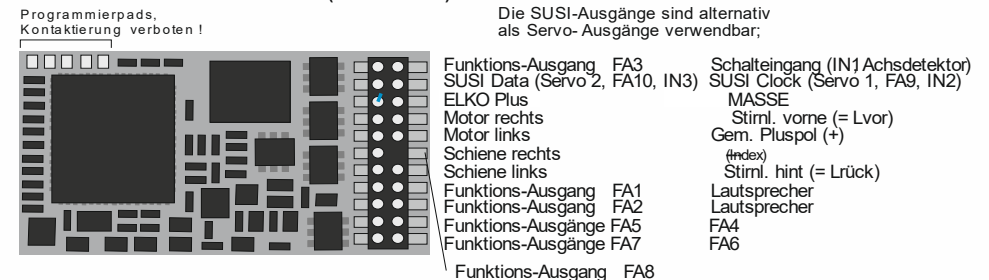 Programmierpads,
Kontaktierung verboten !
Die SUSI-Ausgänge sind alternativ
als Servo- Ausgänge verwendbar;
Funktions-Ausgang FA3 Schalteingang (IN1 Achsdetektor)
SUSI Data (Servo 2, FA10, IN3) SUSI Clock (Servo 1, FA9, IN2)
ELKO Plus MASSE
Motor rechts Stirnl. vorne (= Lvor)
Motor links Gem. Pluspol (+)
Schiene rechts (Index)
Schiene links Stirnl. hint (= Lrück)
Funktions-Ausgang FA1 Lautsprecher
Funktions-Ausgang FA2 Lautsprecher
Funktions-Ausgänge FA5 FA4
Funktions-Ausgänge FA7 FA6
Funktions-Ausgang FA8